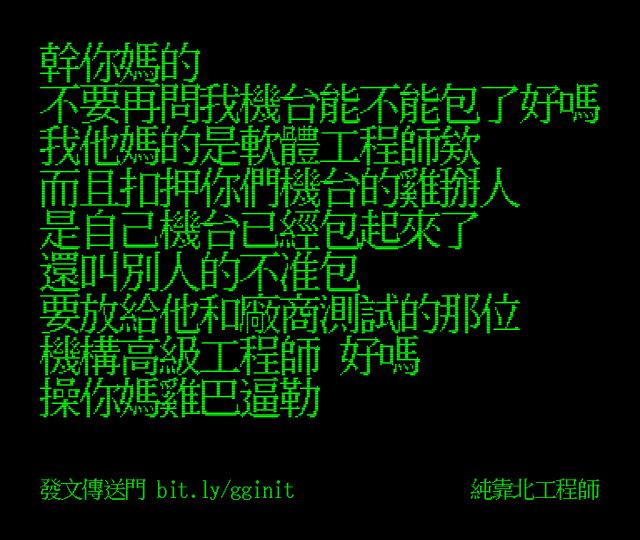 幹你媽的
不要再問我機台能不能包了好嗎
我他媽的是軟體工程師欸
而且扣押你們機台的雞掰人
是自己機台已經包起來了
還叫別人的不准包
要放給他和廠商測試的那位
機構高級工程師 好嗎
操你媽雞巴逼勒
發文傳送門 bit.ly/gginit
純靠北工程師